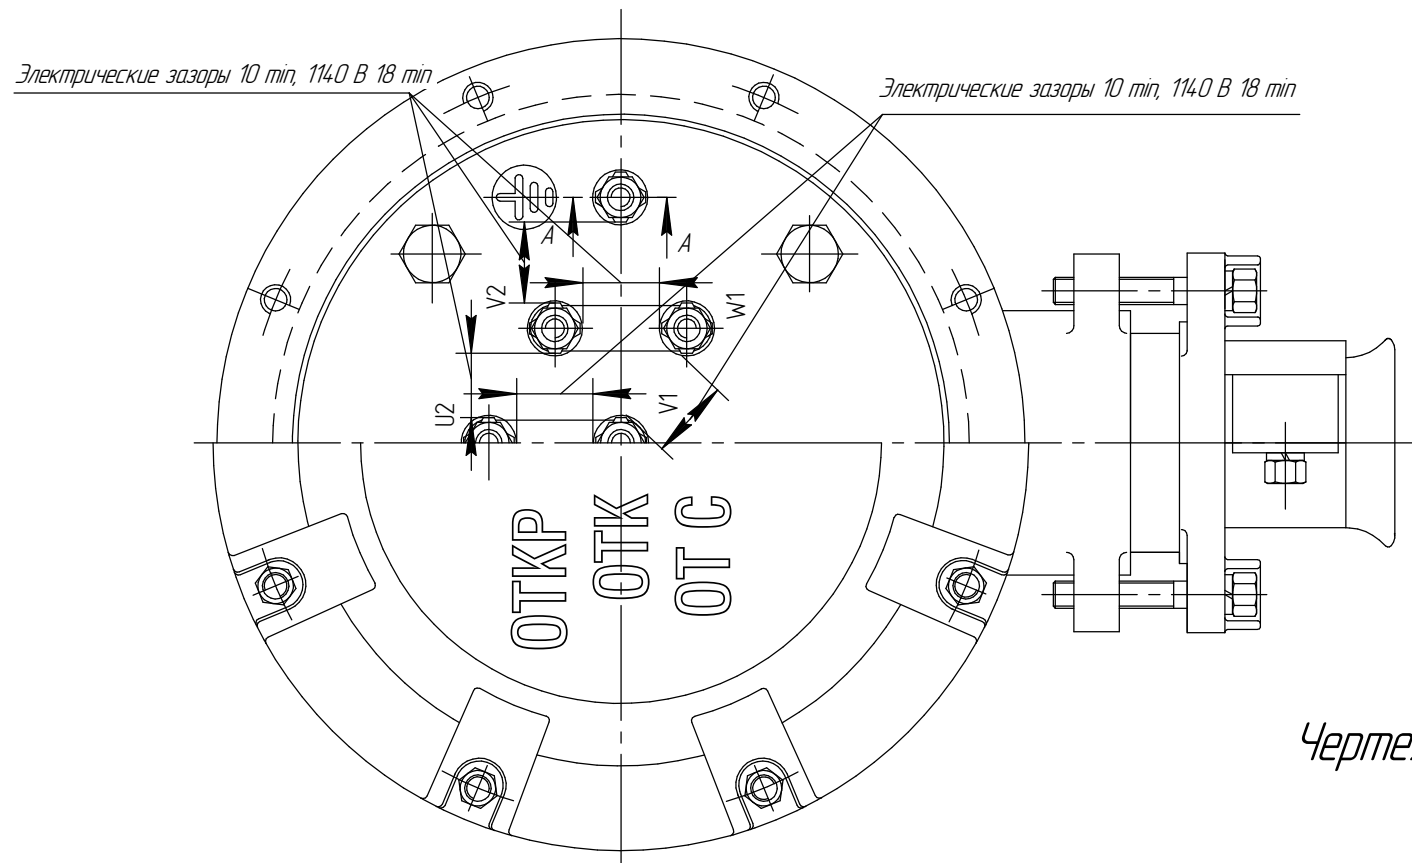 Электрические зазоры 10 min, 1140 В 18 min
Электрические зазоры 10 min, 1140 В 18 min
А
А
V2
W1
U2
V1
ОТКР
ОТК
ОТ С